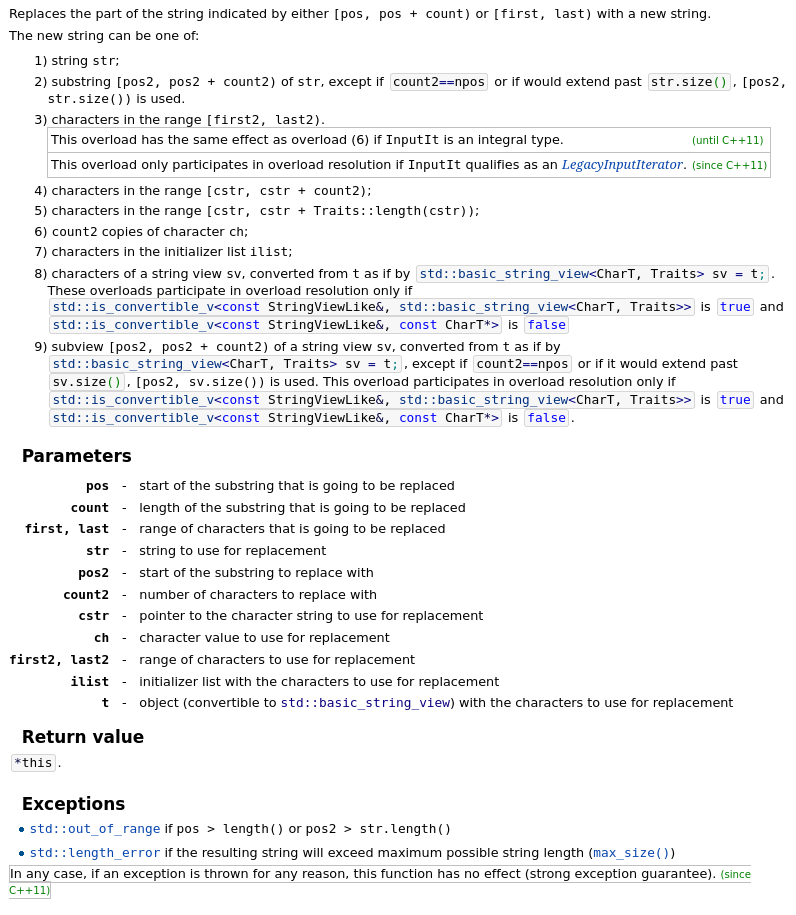 Replaces the part of the string indicated by either [pos, pos + count) or [first, last) with a new string.
The new string can be one of:
1) string str;
2) substring [pos2, pos2 + count2) of str, except if count2==npos or if would extend past str.size(), [pos2,
str.size()) is used.
3) characters in the range [first2, last2).
This overload has the same effect as overload (6) if InputIt is an integral type. (until C++11)
This overload only participates in overload resolution if InputIt qualifies as an LegacyInputIterator. (since C++11)
4) characters in the range [cstr, cstr + count2);
5) characters in the range [cstr, cstr + Traits::length(cstr));
6) count2 copies of character ch;
7) characters in the initializer list ilist;
8) characters of a string view sv, converted from t as if by std::basic_string_view<CharT, Traits> sv = t;.
These overloads participate in overload resolution only if
std::is_convertible_v<const StringViewLike&, std::basic_string_view<CharT, Traits>> is true and
std::is_convertible_v<const StringViewLike&, const CharT*> is false
9) subview [pos2, pos2 + count2) of a string view sv, converted from t as if by
std::basic_string_view<CharT, Traits> sv = t;, except if count2==npos or if it would extend past
sv.size(), [pos2, sv.size()) is used. This overload participates in overload resolution only if
std::is_convertible_v<const StringViewLike&, std::basic_string_view<CharT, Traits>> is true and
std::is_convertible_v<const StringViewLike&, const CharT*> is false.
Parameters
pos - start of the substring that is going to be replaced
count - length of the substring that is going to be replaced
first, last - range of characters that is going to be replaced
str - string to use for replacement
pos2 - start of the substring to replace with
count2 - number of characters to replace with
cstr - pointer to the character string to use for replacement
ch - character value to use for replacement
first2, last2 - range of characters to use for replacement
ilist - initializer list with the characters to use for replacement
t - object (convertible to std::basic_string_view) with the characters to use for replacement
Return value
*this.
Exceptions
• std::out_of_range if pos > length() or pos2 > str.length()
• std::length_error if the resulting string will exceed maximum possible string length (max_size())
In any case, if an exception is thrown for any reason, this function has no effect (strong exception guarantee). (since
C++11)